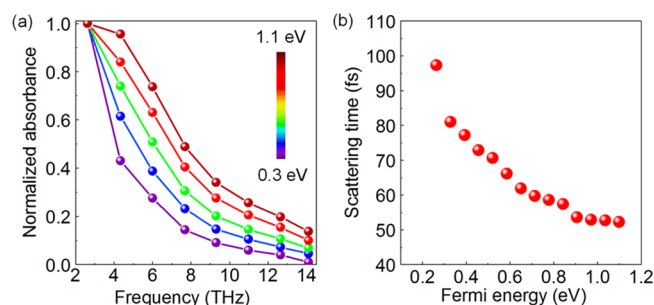 (a)
1.0
0.8
0.6
0.4
0.2
0.0
Normalized absorbance
1.1 eV
0.3 eV
2 4 6 8 10 12 14
Frequency (THz)
(b)
110
100
90
80
70
60
50
40
Scattering time (fs)
0.2 0.4 0.6 0.8 1.0 1.2
Fermi energy (eV)